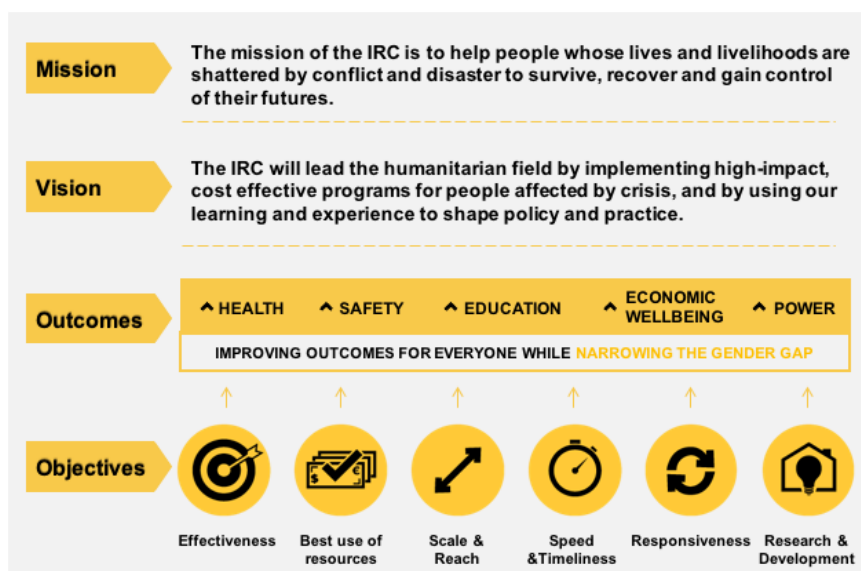 Mission
The mission of the IRC is to help people whose lives and livelihoods are
shattered by conflict and disaster to survive, recover and gain control
of their futures.
Vision
The IRC will lead the humanitarian field by implementing high-impact,
cost effective programs for people affected by crisis, and by using our
learning and experience to shape policy and practice.
Outcomes
HEALTH
SAFETY
EDUCATION
ECONOMIC
WELLBEING
POWER
IMPROVING OUTCOMES FOR EVERYONE WHILE NARROWING THE GENDER GAP
Objectives
$ €
Effectiveness
Best use of
resources
Scale &
Reach
Speed
&Timeliness
Responsiveness
Research &
Development